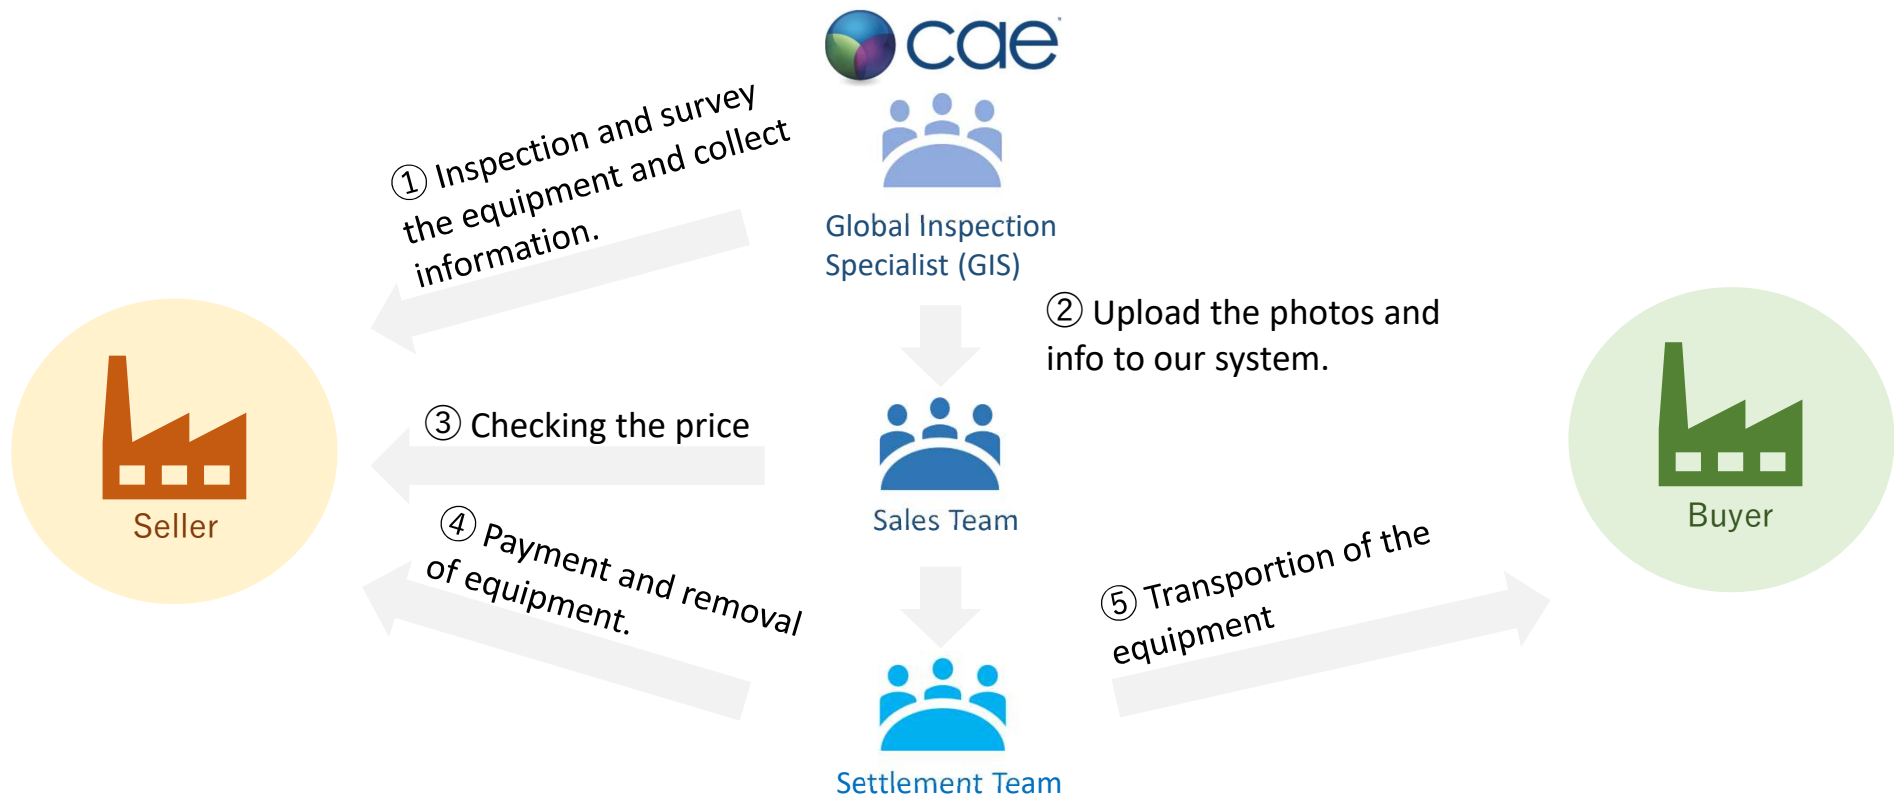 cae
① Inspection and survey
the equipment and collect
information.
Global Inspection
Specialist (GIS)
② Upload the photos and
info to our system.
③ Checking the price
Seller
Sales Team
Buyer
④ Payment and removal
of equipment.
⑤ Transportion of the
equipment
Settlement Team